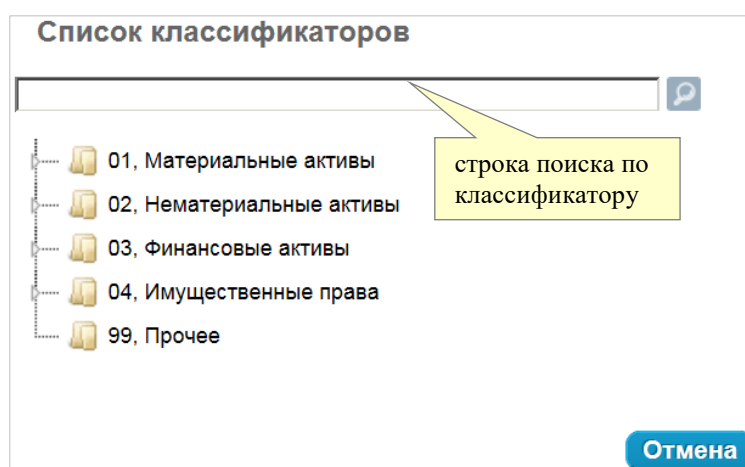 Список классификаторов
строка поиска по
классификатору
01, Материальные активы
02, Нематериальные активы
03, Финансовые активы
04, Имущественные права
99, Прочее
Отмена